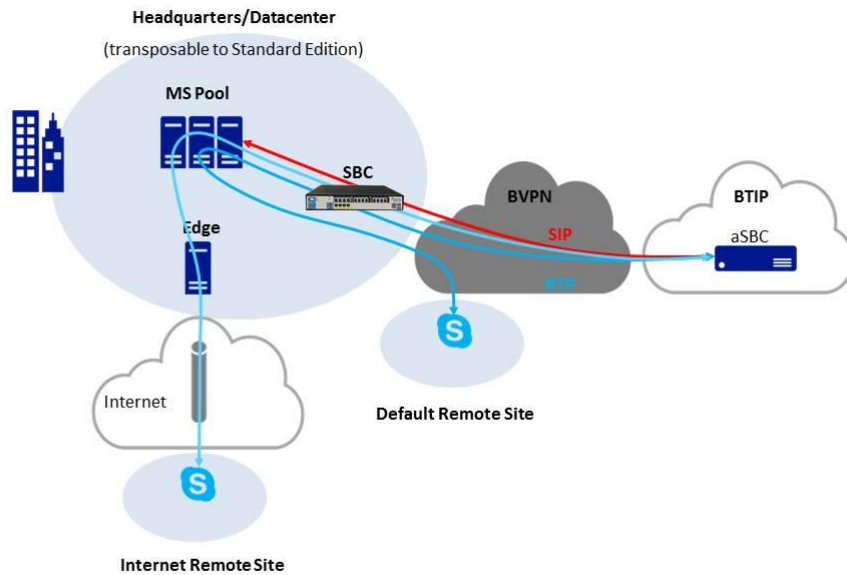 Headquarters/Datacenter
(transposable to Standard Edition)
MS Pool
SBC
BVPN
BTIP
Edge
SIP
aSBC
RTP
Internet
Default Remote Site
Internet Remote Site